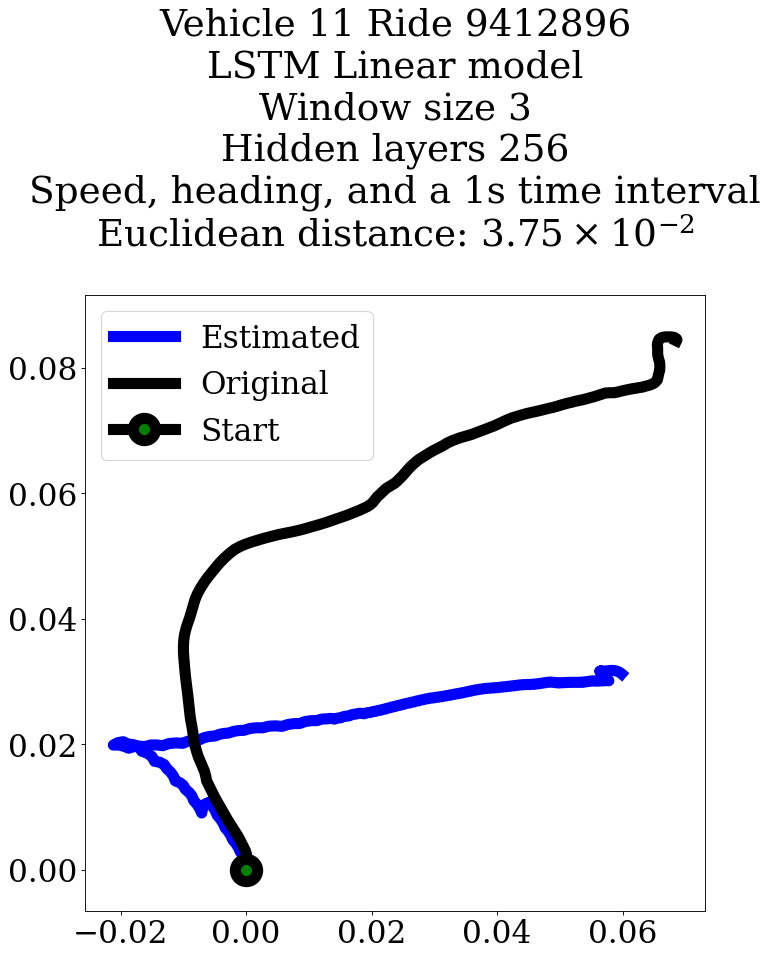 Vehicle 11 Ride 9412896
LSTM Linear model
Window size 3
Hidden layers 256
Speed, heading, and a 1s time interval
Euclidean distance: 3.75 × 10⁻²
Estimated
Original
Start
0.08
0.06
0.04
0.02
0.00
−0.02 0.00 0.02 0.04 0.06